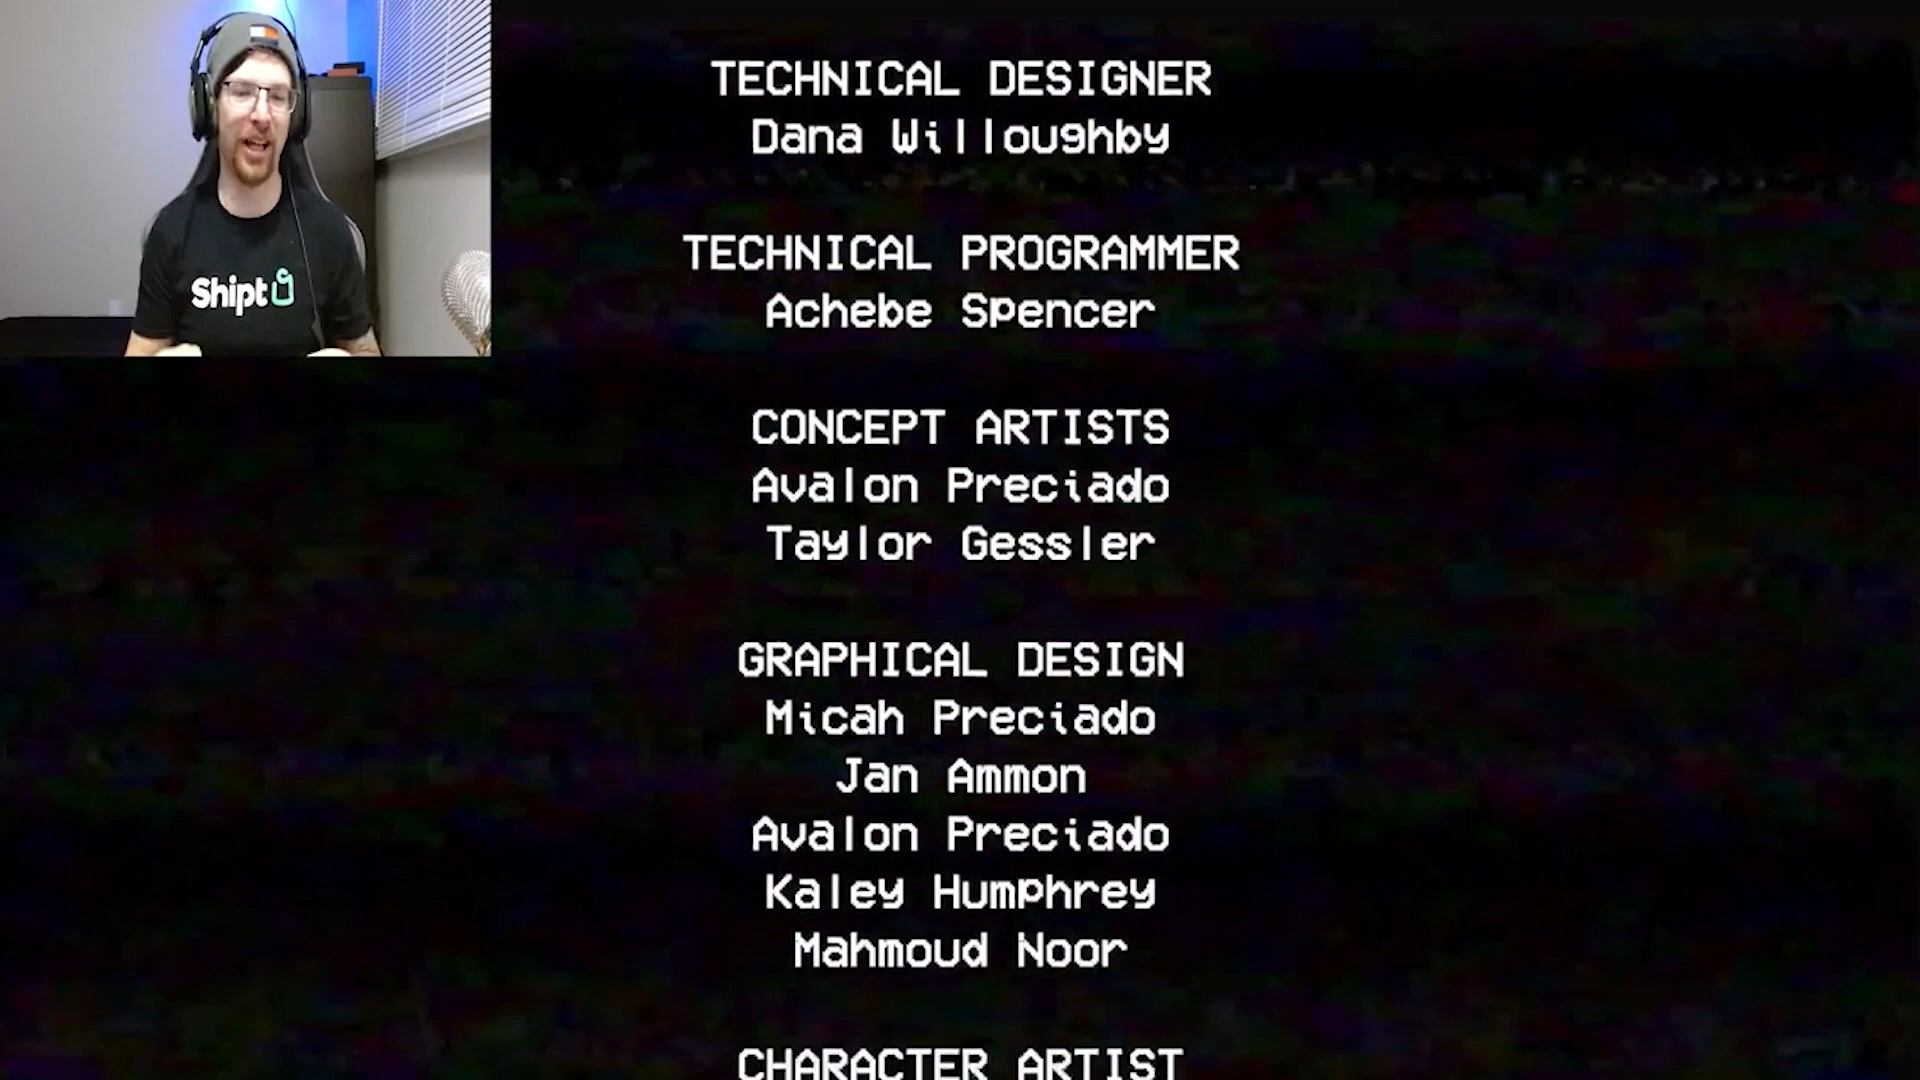 Shipt
TECHNICAL DESIGNER
Dana Willoughby
TECHNICAL PROGRAMMER
Achebe Spencer
CONCEPT ARTISTS
Avalon Preciado
Taylor Gessler
GRAPHICAL DESIGN
Micah Preciado
Jan Ammon
Avalon Preciado
Kaley Humphrey
Mahmoud Noor
CHARACTER ARTIST